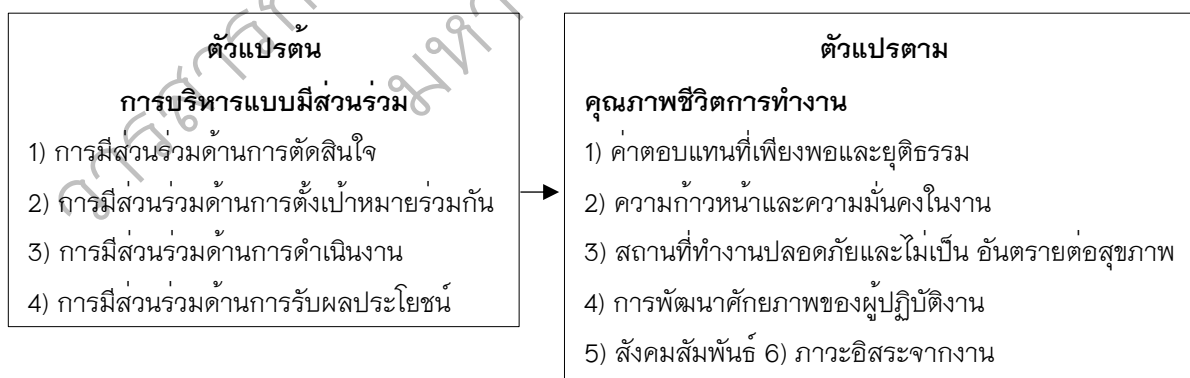 ตัวแปรต้น
การบริหารแบบมีส่วนร่วม
1) การมีส่วนร่วมด้านการตัดสินใจ
2) การมีส่วนร่วมด้านการตั้งเป้าหมายร่วมกัน
3) การมีส่วนร่วมด้านการดำเนินงาน
4) การมีส่วนร่วมด้านการรับผลประโยชน์
ตัวแปรตาม
คุณภาพชีวิตการทำงาน
1) ค่าตอบแทนที่เพียงพอและยุติธรรม
2) ความก้าวหน้าและความมั่นคงในงาน
3) สถานที่ทำงานปลอดภัยและไม่เป็น อันตรายต่อสุขภาพ
4) การพัฒนาศักยภาพของผู้ปฏิบัติงาน
5) สังคมสัมพันธ์ 6) ภาวะอิสระจากงาน